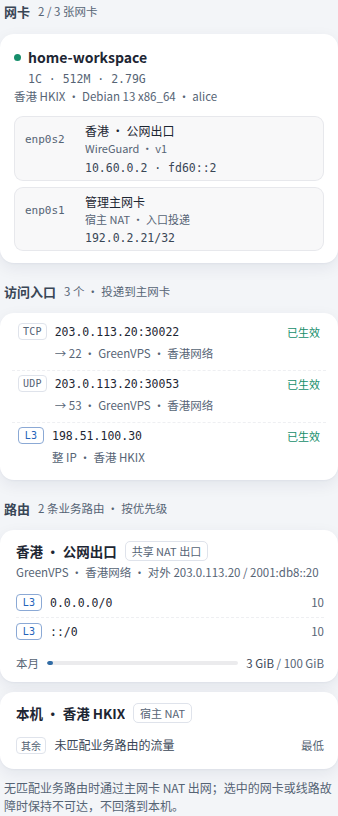 网卡 2 / 3 张网卡
home-workspace
1C · 512M · 2.79G
香港 HKIX · Debian 13 x86_64 · alice
enp0s2
香港 · 公网出口
WireGuard · v1
10.60.0.2 · fd60::2
enp0s1
管理主网卡
宿主 NAT · 入口投递
192.0.2.21/32
访问入口 3 个 · 投递到主网卡
TCP 203.0.113.20:30022 已生效
→ 22 · GreenVPS · 香港网络
UDP 203.0.113.20:30053 已生效
→ 53 · GreenVPS · 香港网络
L3 198.51.100.30 已生效
整 IP · 香港 HKIX
路由 2 条业务路由 · 按优先级
香港 · 公网出口 共享 NAT 出口
GreenVPS · 香港网络 · 对外 203.0.113.20 / 2001:db8::20
L3 0.0.0.0/0 10
L3 ::/0 10
本月 3 GiB / 100 GiB
本机 · 香港 HKIX 宿主 NAT
其余 未匹配业务路由的流量 最低
无匹配业务路由时通过主网卡 NAT 出网；选中的网卡或线路故
障时保持不可达，不回落到本机。